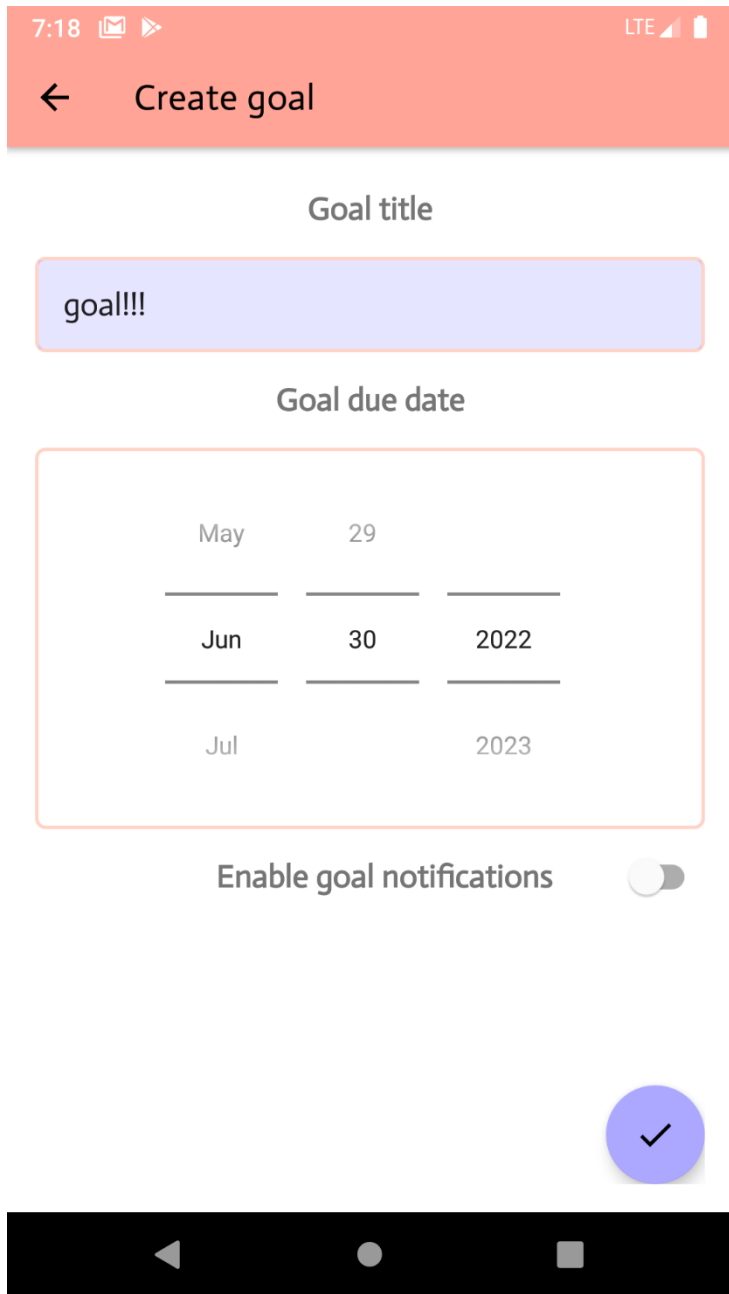 7:18 LTE
Create goal
Goal title
goal!!!
Goal due date
May 29
Jun 30 2022
Jul 2023
Enable goal notifications